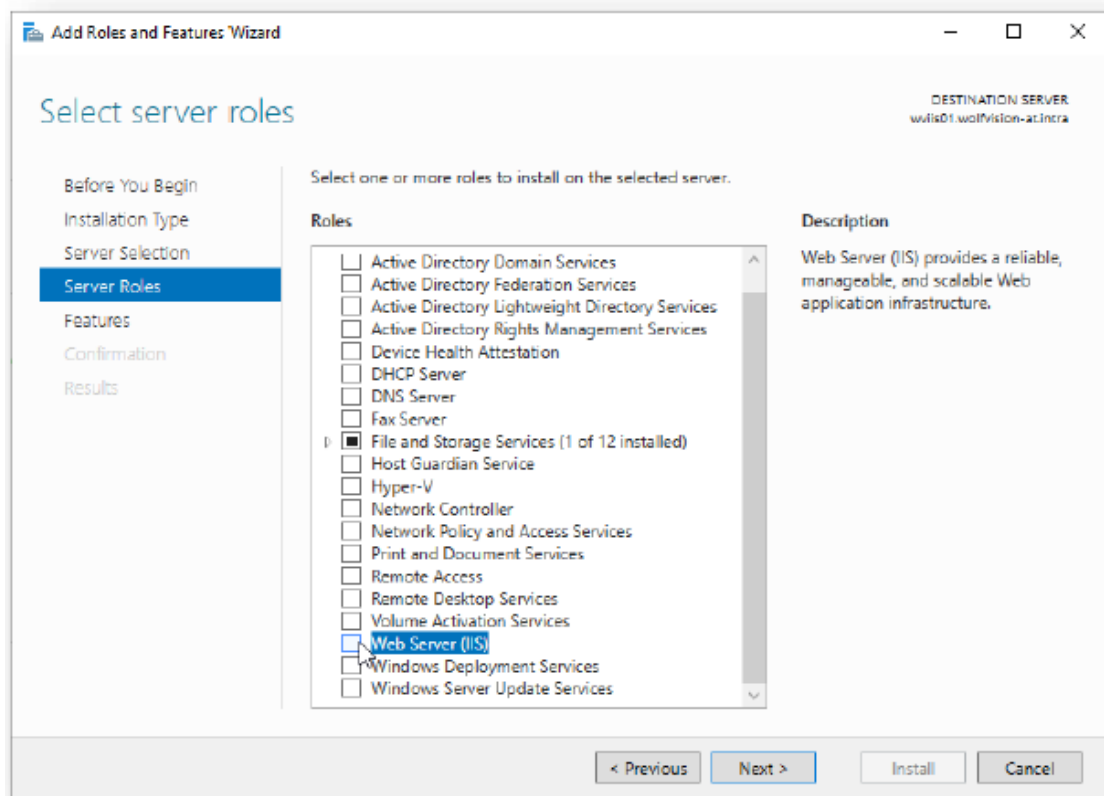 Add Roles and Features Wizard
Select server roles
DESTINATION SERVER
wviis01.wolfvision-at.intra
Before You Begin
Installation Type
Server Selection
Server Roles
Features
Confirmation
Results
Select one or more roles to install on the selected server.
Roles
Active Directory Domain Services
Active Directory Federation Services
Active Directory Lightweight Directory Services
Active Directory Rights Management Services
Device Health Attestation
DHCP Server
DNS Server
Fax Server
File and Storage Services (1 of 12 installed)
Host Guardian Service
Hyper-V
Network Controller
Network Policy and Access Services
Print and Document Services
Remote Access
Remote Desktop Services
Volume Activation Services
Web Server (IIS)
Windows Deployment Services
Windows Server Update Services
Description
Web Server (IIS) provides a reliable,
manageable, and scalable Web
application infrastructure.
< Previous
Next >
Install
Cancel